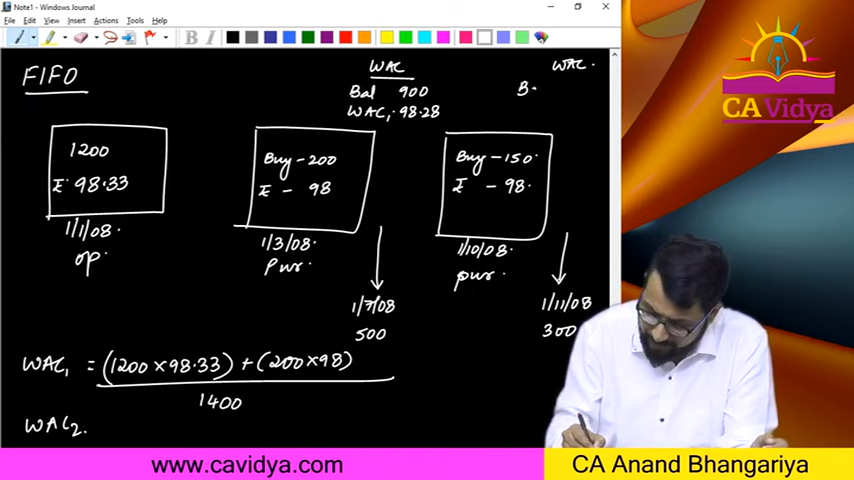 Note1 - Windows Journal
File Edit View Insert Actions Tools Help
B I
FIFO
WAC
Bal 900
WAC₁ 98.28
WAC.
B-
1200
I 98.33
1/1/08.
op.
Buy - 200
I - 98
1/3/08.
Pur.
1/7/08
500
Buy - 150.
I - 98.
1/10/08.
pur.
1/11/08
300
WAC₁ = (1200 × 98.33) + (200 × 98)
1400
WAC₂.
CA Vidya
www.cavidya.com
CA Anand Bhangariya